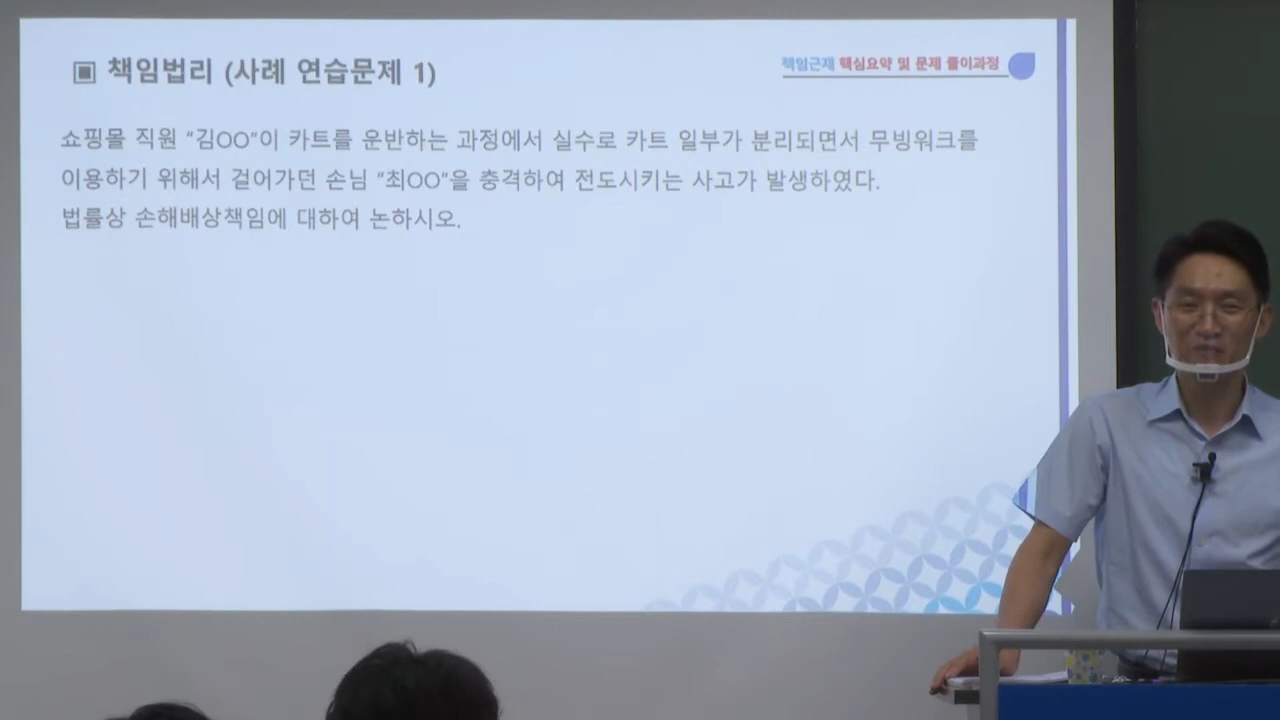 ▣ 책임법리 (사례 연습문제 1)
책임근재 핵심요약 및 문제 풀이과정
쇼핑몰 직원 “김OO”이 카트를 운반하는 과정에서 실수로 카트 일부가 분리되면서 무빙워크를
이용하기 위해서 걸어가던 손님 “최OO”을 충격하여 전도시키는 사고가 발생하였다.
법률상 손해배상책임에 대하여 논하시오.